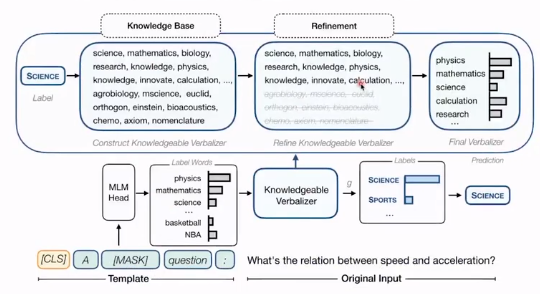 Knowledge Base
Refinement
SCIENCE
Label
science, mathematics, biology,
research, knowledge, physics,
knowledge, innovate, calculation, ...,
agrobiology, mscience, euclid,
orthogon, einstein, bioacoustics,
chemo, axiom, nomenclature
Construct Knowledgeable Verbalizer
science, mathematics, biology,
research, knowledge, physics,
knowledge, innovate, calculation, ...,
agrobiology, mscience, euclid,
orthogon, einstein, bioacoustics,
chemo, axiom, nomenclature
Refine Knowledgeable Verbalizer
physics
mathematics
science
calculation
research
...
Final Verbalizer
MLM
Head
Label Words
physics
mathematics
science
...
basketball
NBA
Knowledgeable
Verbalizer
g
Labels
SCIENCE
SPORTS
...
Prediction
SCIENCE
[CLS] A [MASK] question :
What's the relation between speed and acceleration?
Template
Original Input